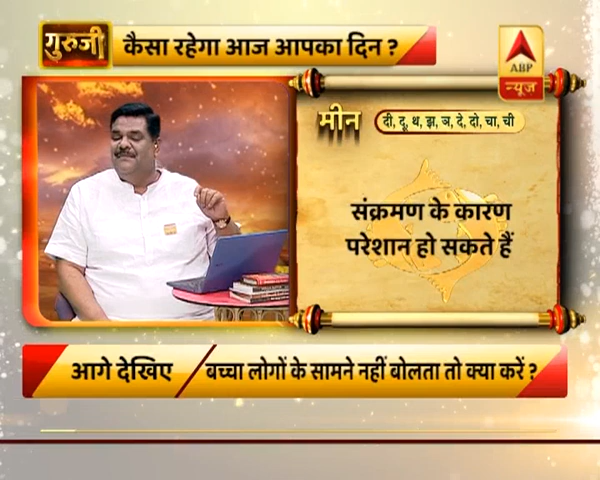 गुरुजी
कैसा रहेगा आज आपका दिन ?
ABP
न्यूज़
मीन
दी, दू, थ, झ, ञ, दे, दो, चा, ची
संक्रमण के कारण
परेशान हो सकते हैं
आगे देखिए
बच्चा लोगों के सामने नहीं बोलता तो क्या करें ?